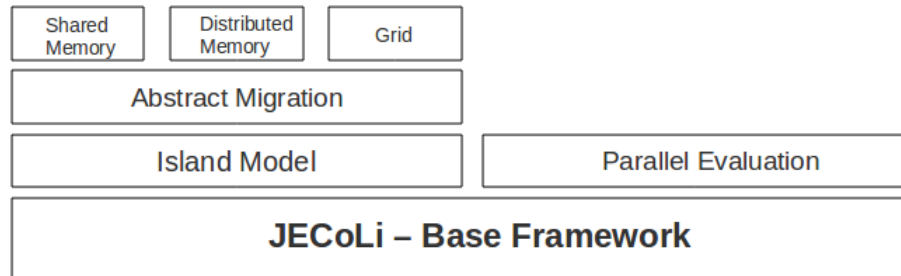 Shared
Memory
Distributed
Memory
Grid
Abstract Migration
Island Model
Parallel Evaluation
JECoLi – Base Framework